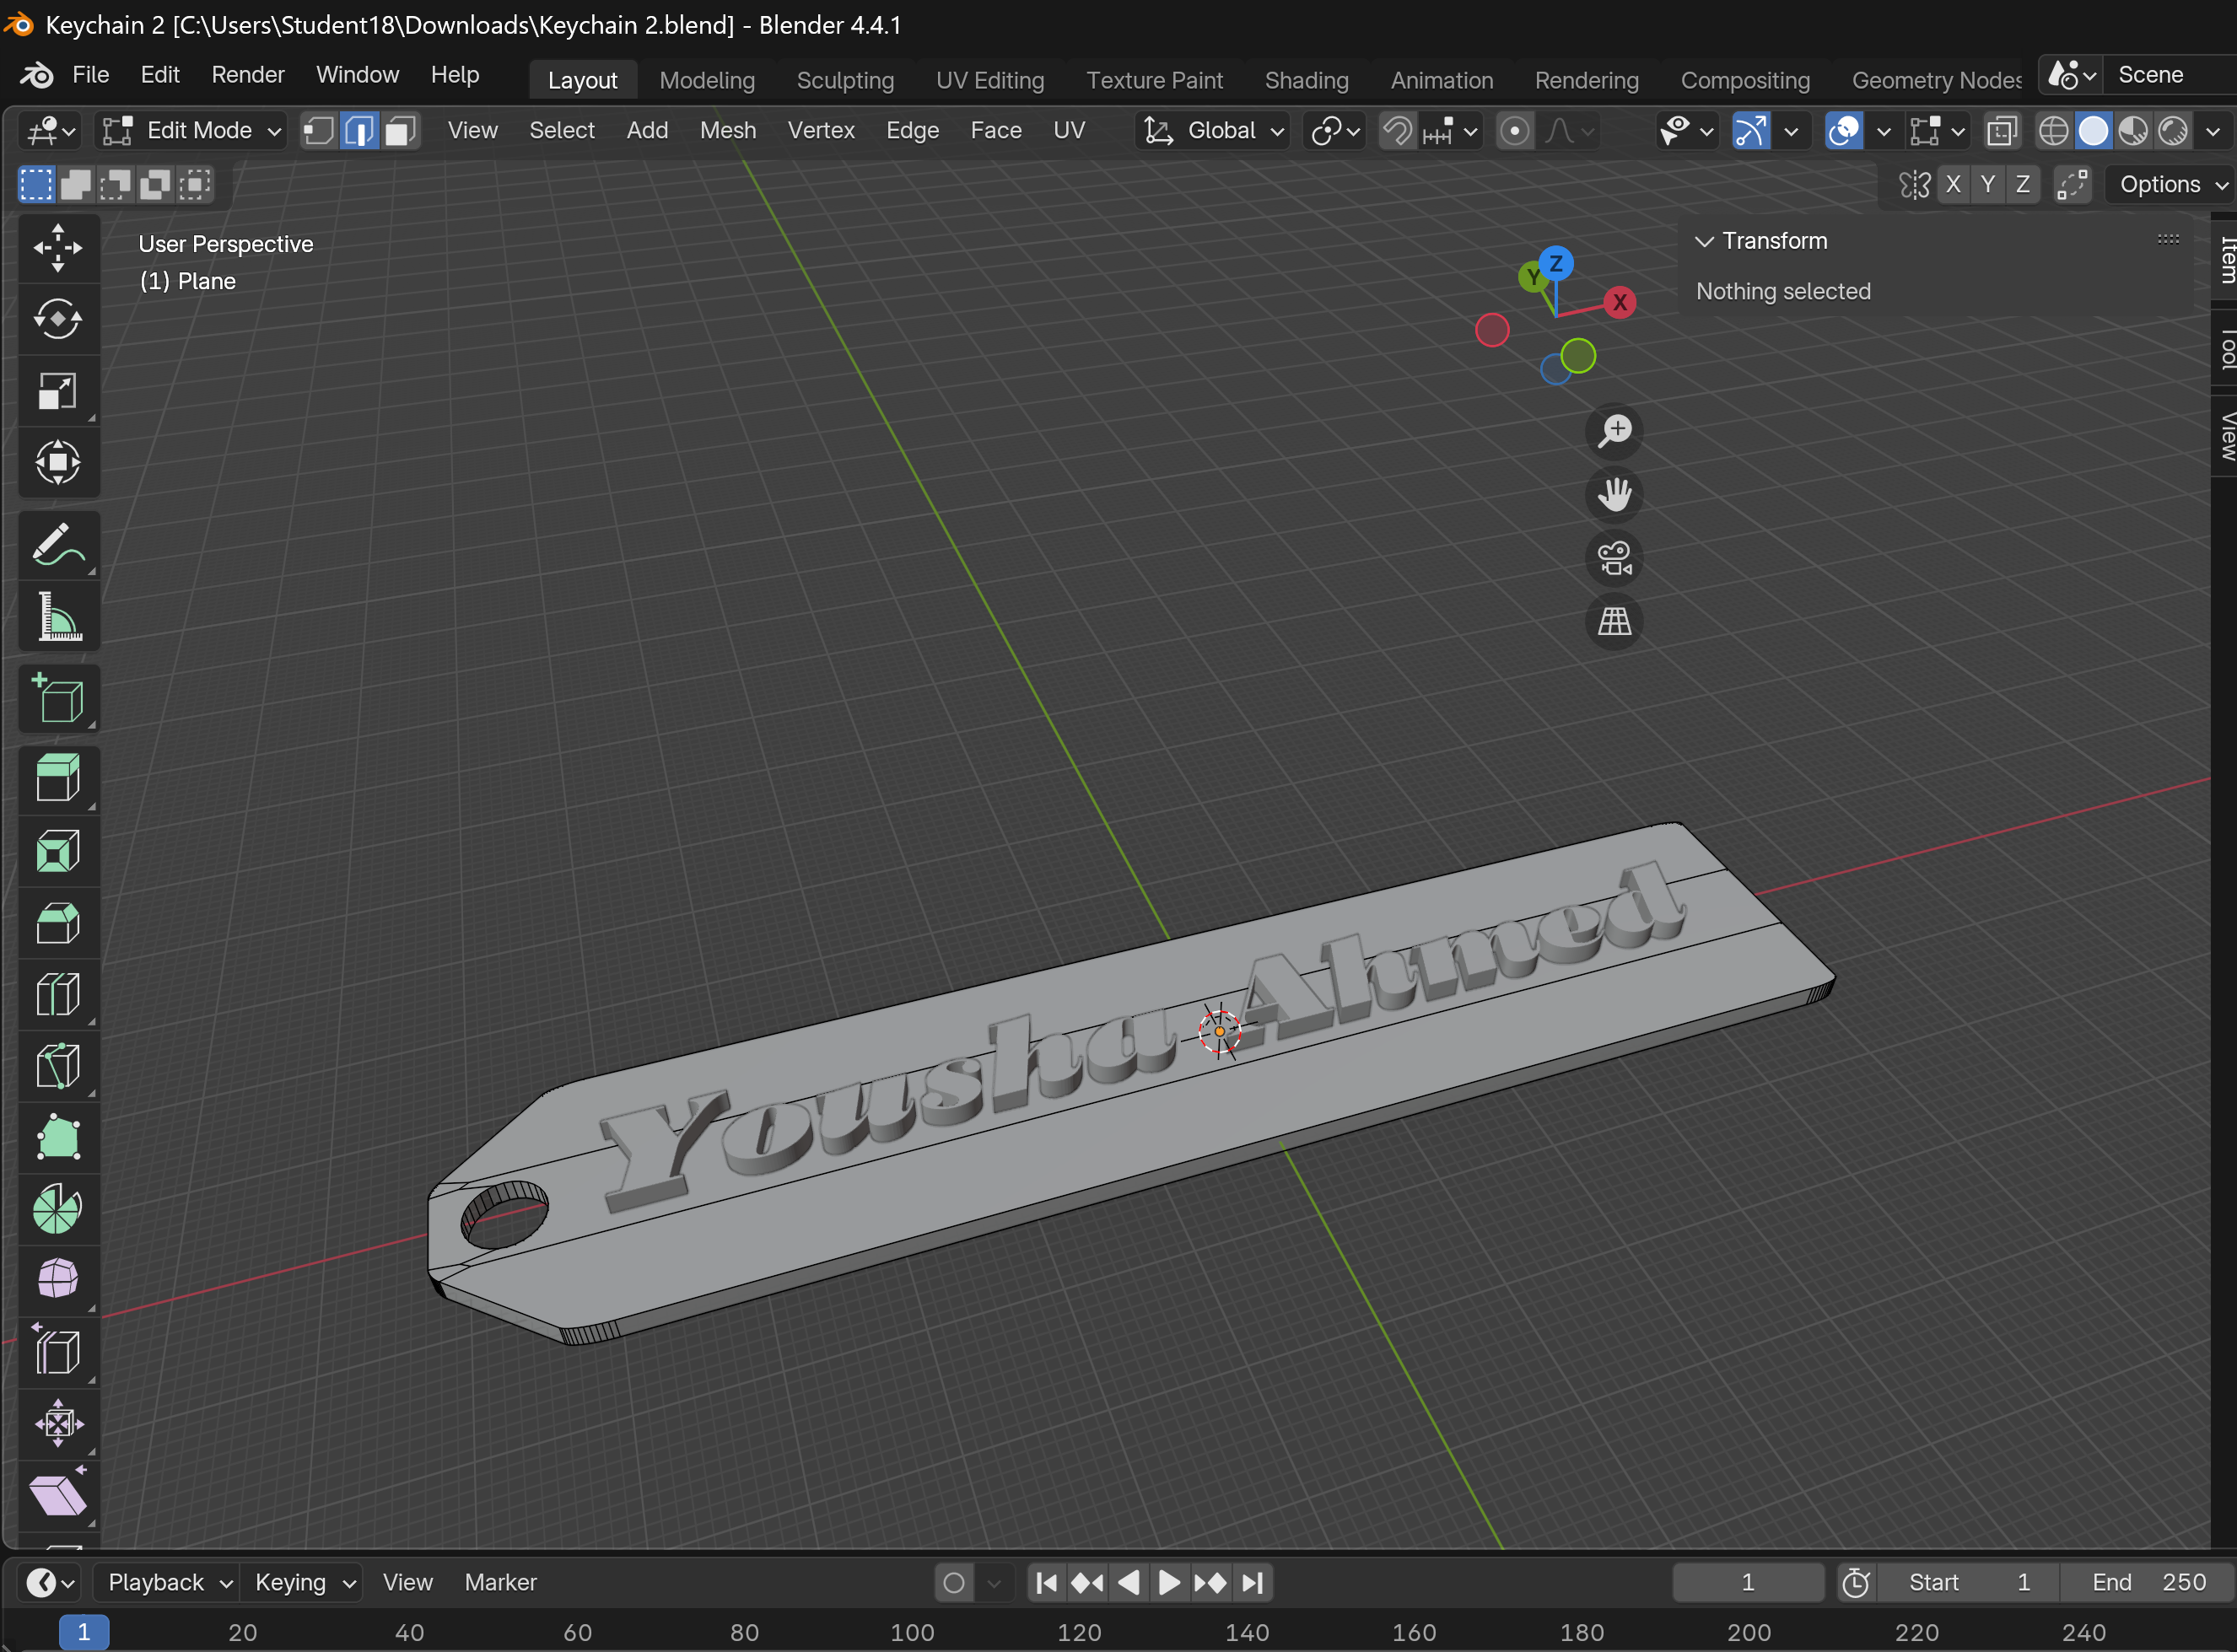 Keychain 2 [C:\Users\Student18\Downloads\Keychain 2.blend] - Blender 4.4.1
File Edit Render Window Help Layout Modeling Sculpting UV Editing Texture Paint Shading Animation Rendering Compositing Geometry Nodes Scene
Edit Mode View Select Add Mesh Vertex Edge Face UV Global
X Y Z Options
User Perspective
(1) Plane
Transform
Nothing selected
Item
Tool
View
Z
Y
X
Yousha Ahmed
Playback Keying View Marker 1 Start 1 End 250
1 20 40 60 80 100 120 140 160 180 200 220 240